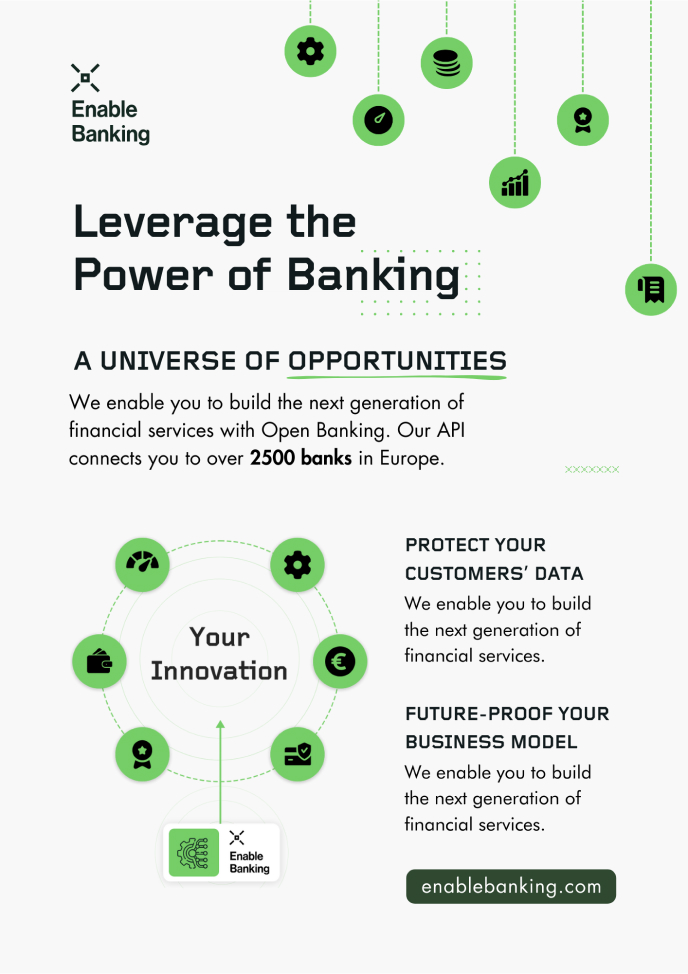 Enable
Banking
Leverage the
Power of Banking
A UNIVERSE OF OPPORTUNITIES
We enable you to build the next generation of
financial services with Open Banking. Our API
connects you to over 2500 banks in Europe.
Your
Innovation
Enable
Banking
PROTECT YOUR
CUSTOMERS’ DATA
We enable you to build
the next generation of
financial services.
FUTURE-PROOF YOUR
BUSINESS MODEL
We enable you to build
the next generation of
financial services.
enablebanking.com